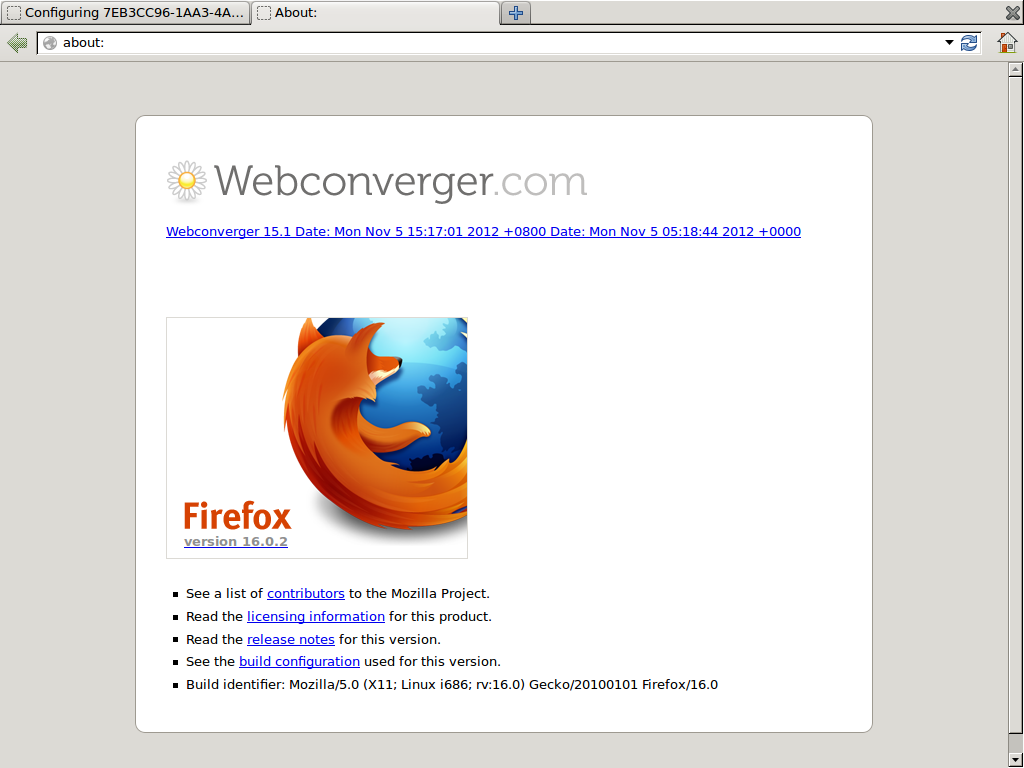 Configuring 7EB3CC96-1AA3-4A...
About:
about:
Webconverger.com
Webconverger 15.1 Date: Mon Nov 5 15:17:01 2012 +0800 Date: Mon Nov 5 05:18:44 2012 +0000
Firefox
version 16.0.2
See a list of contributors to the Mozilla Project.
Read the licensing information for this product.
Read the release notes for this version.
See the build configuration used for this version.
Build identifier: Mozilla/5.0 (X11; Linux i686; rv:16.0) Gecko/20100101 Firefox/16.0